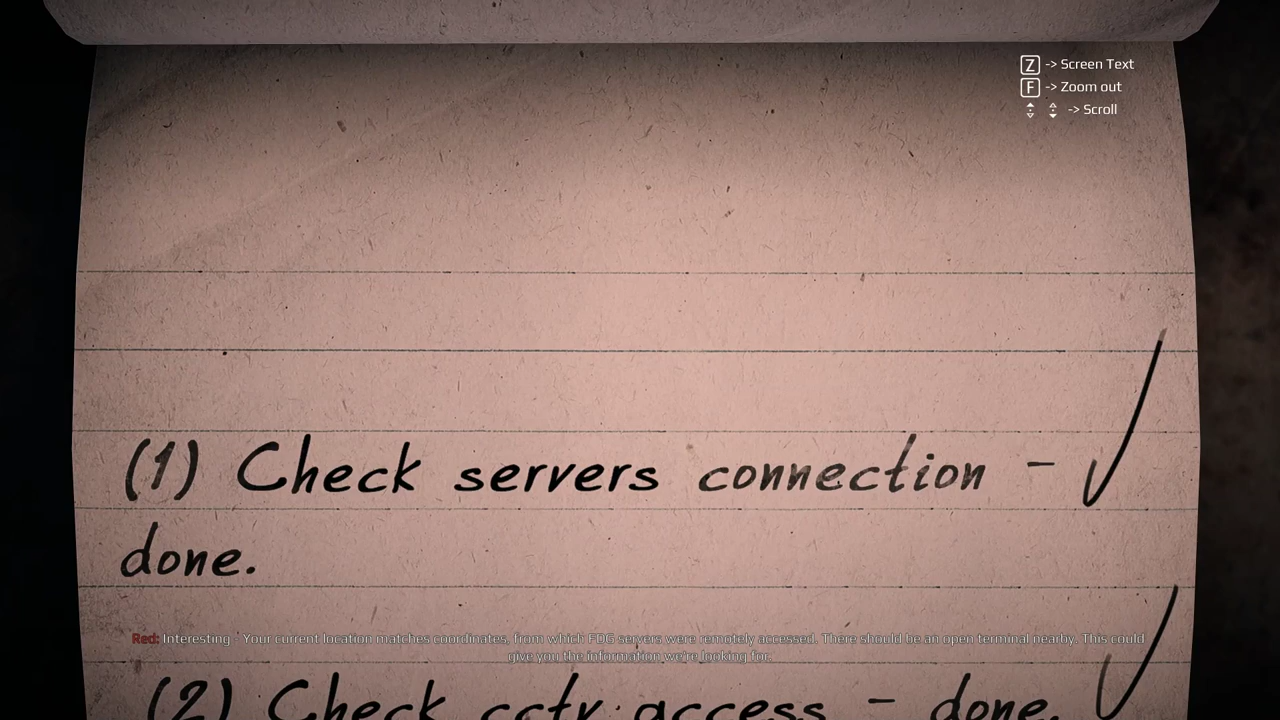 Z -> Screen Text
F -> Zoom out
-> Scroll
(1) Check servers connection -
done.
Red: Interesting - Your current location matches coordinates, from which FDG servers were remotely accessed. There should be an open terminal nearby. This could
give you the information we're looking for.
(2) Check cctv access - done.